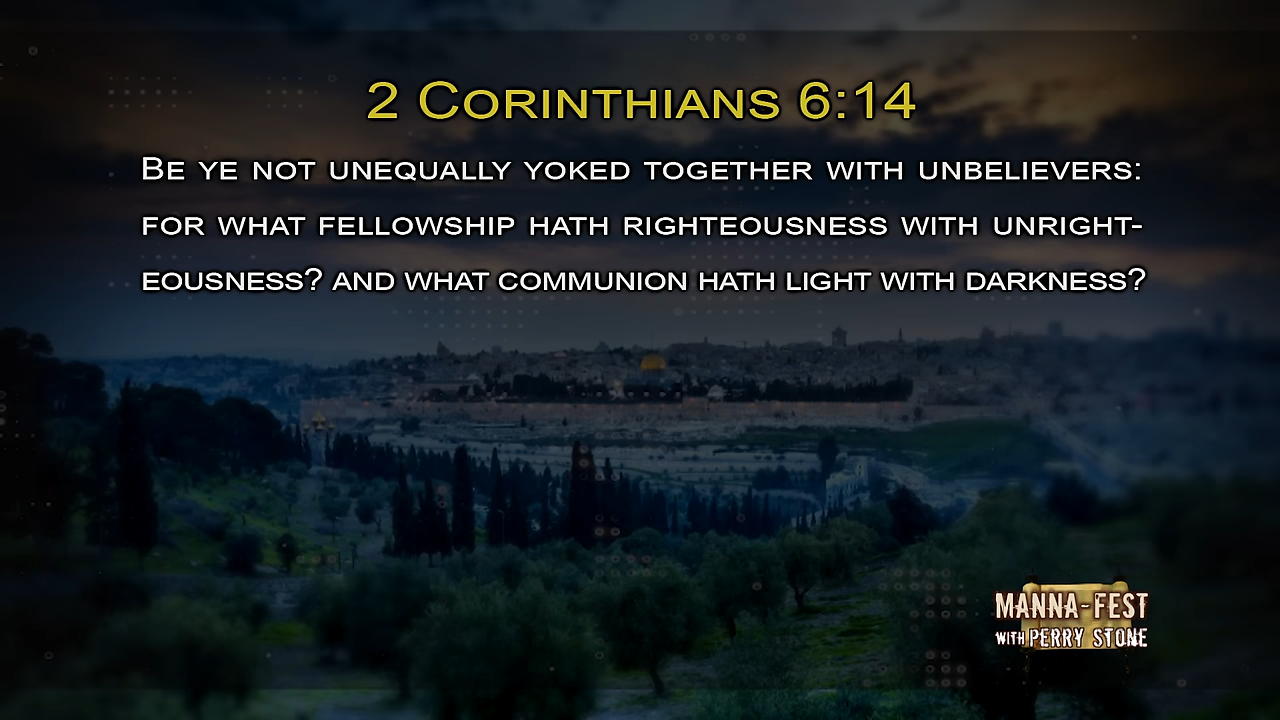 2 Corinthians 6:14
Be ye not unequally yoked together with unbelievers:
for what fellowship hath righteousness with unright-
eousness? and what communion hath light with darkness?
MANNA-FEST
WITH PERRY STONE